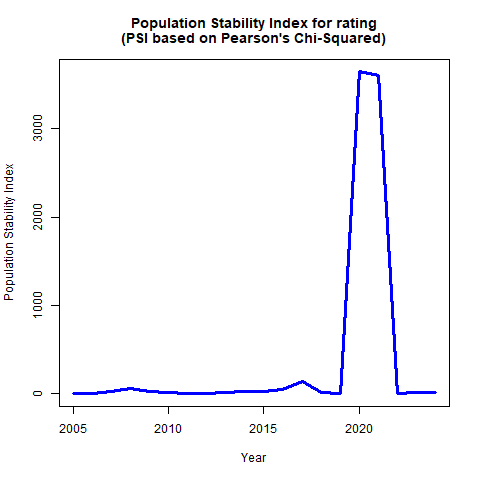 Population Stability Index for rating
(PSI based on Pearson's Chi-Squared)
Population Stability Index
3000
2000
1000
0
2005 2010 2015 2020
Year